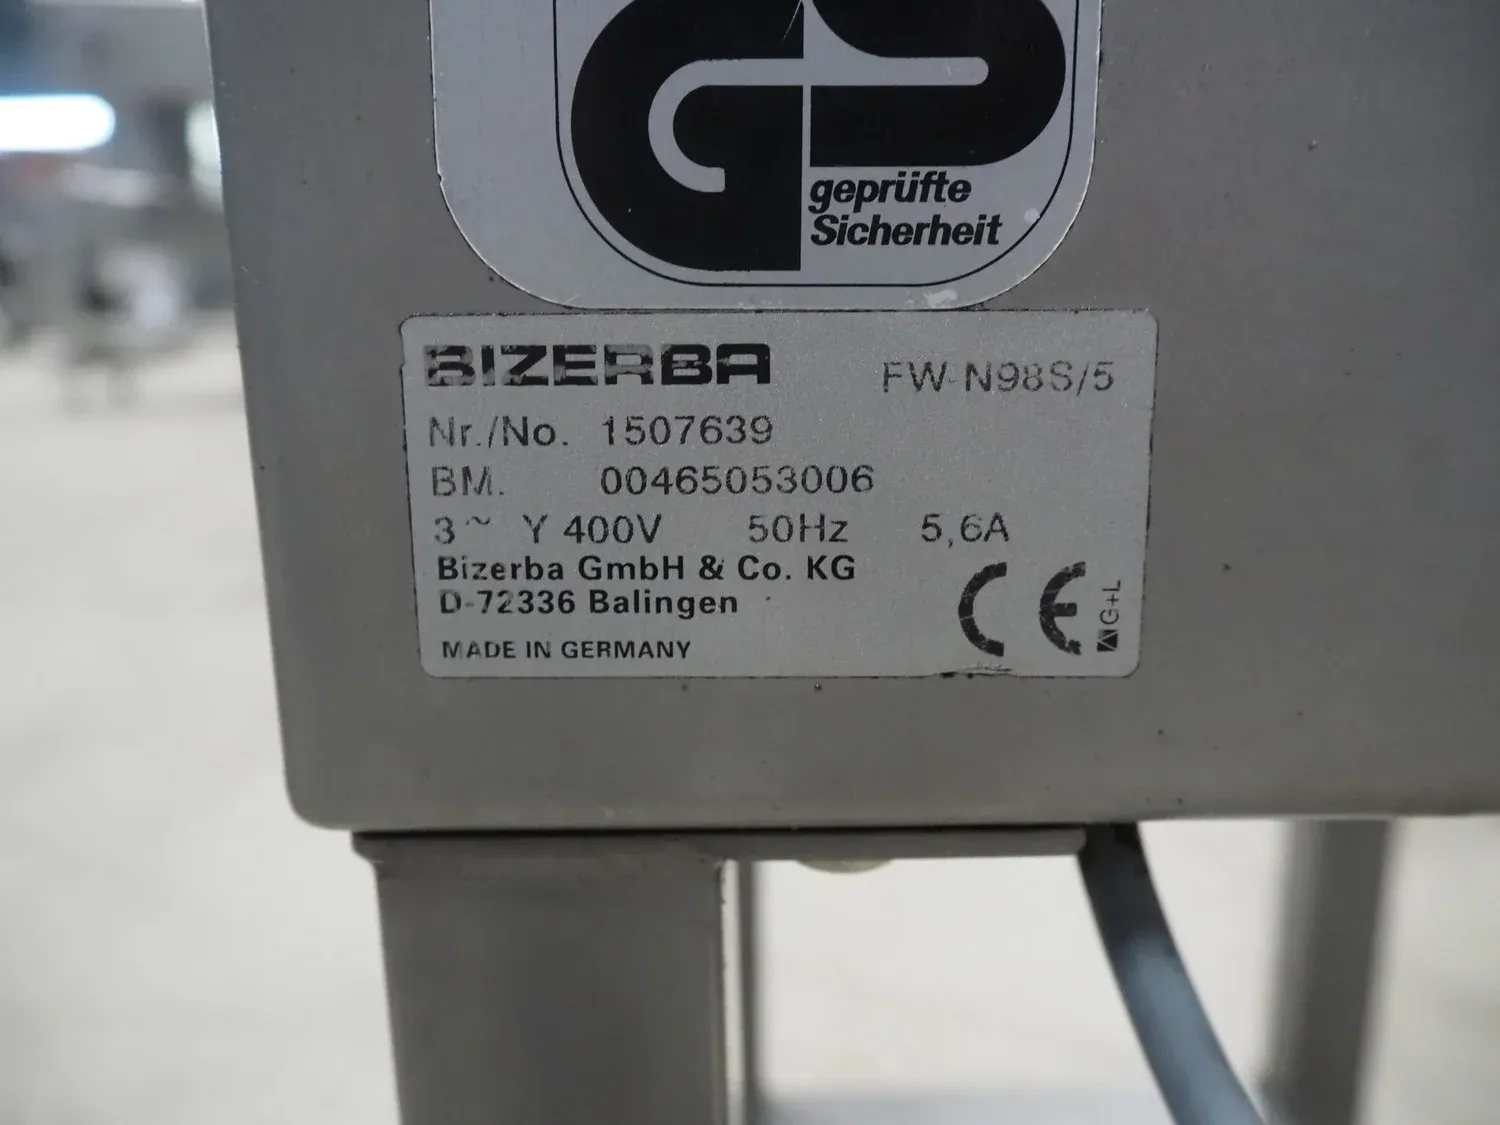 GS
geprüfte
Sicherheit
BIZERBA FW-N98S/5
Nr./No. 1507639
BM. 00465053006
3~ Y 400V 50Hz 5,6A
Bizerba GmbH & Co. KG
D-72336 Balingen
MADE IN GERMANY
CE
G+L